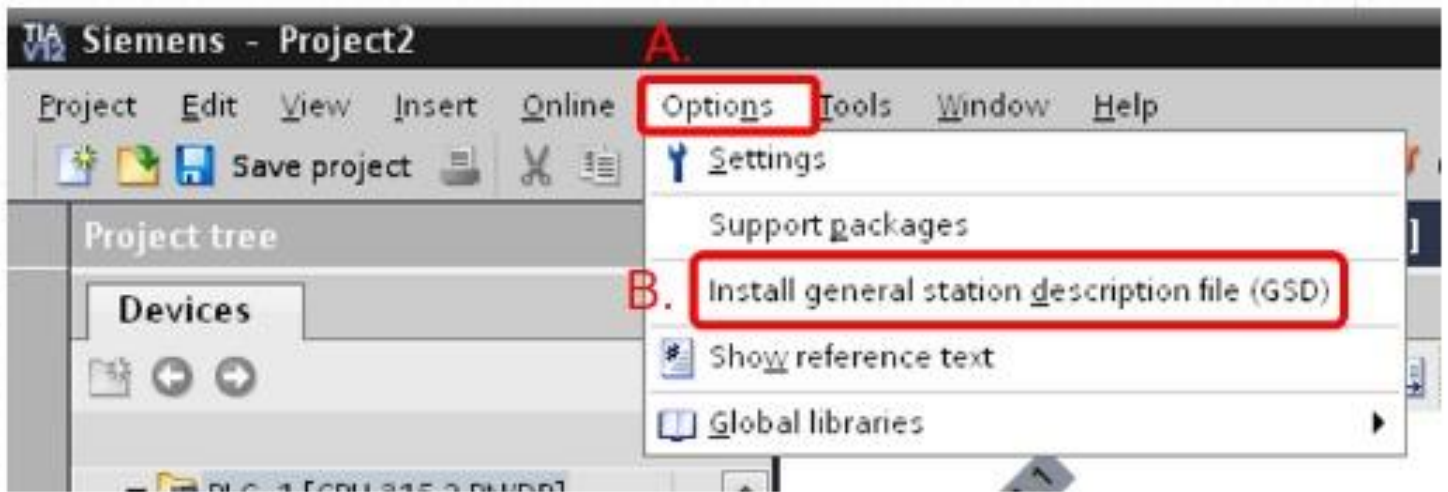 TIA V12 Siemens - Project2
A.
Project Edit View Insert Online Options Tools Window Help
Save project
Settings
Support packages
Project tree
B. Install general station description file (GSD)
Devices
Show reference text
Global libraries